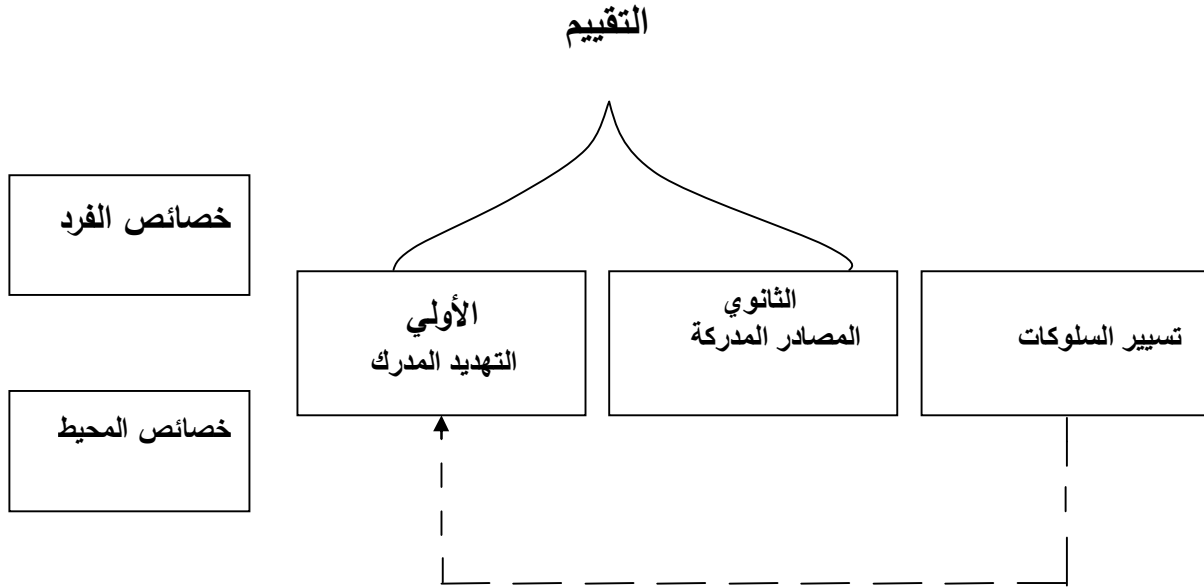 التقييم
خصائص الفرد
خصائص المحيط
الأولي
التهديد المدرك
الثانوي
المصادر المدركة
تسيير السلوكات